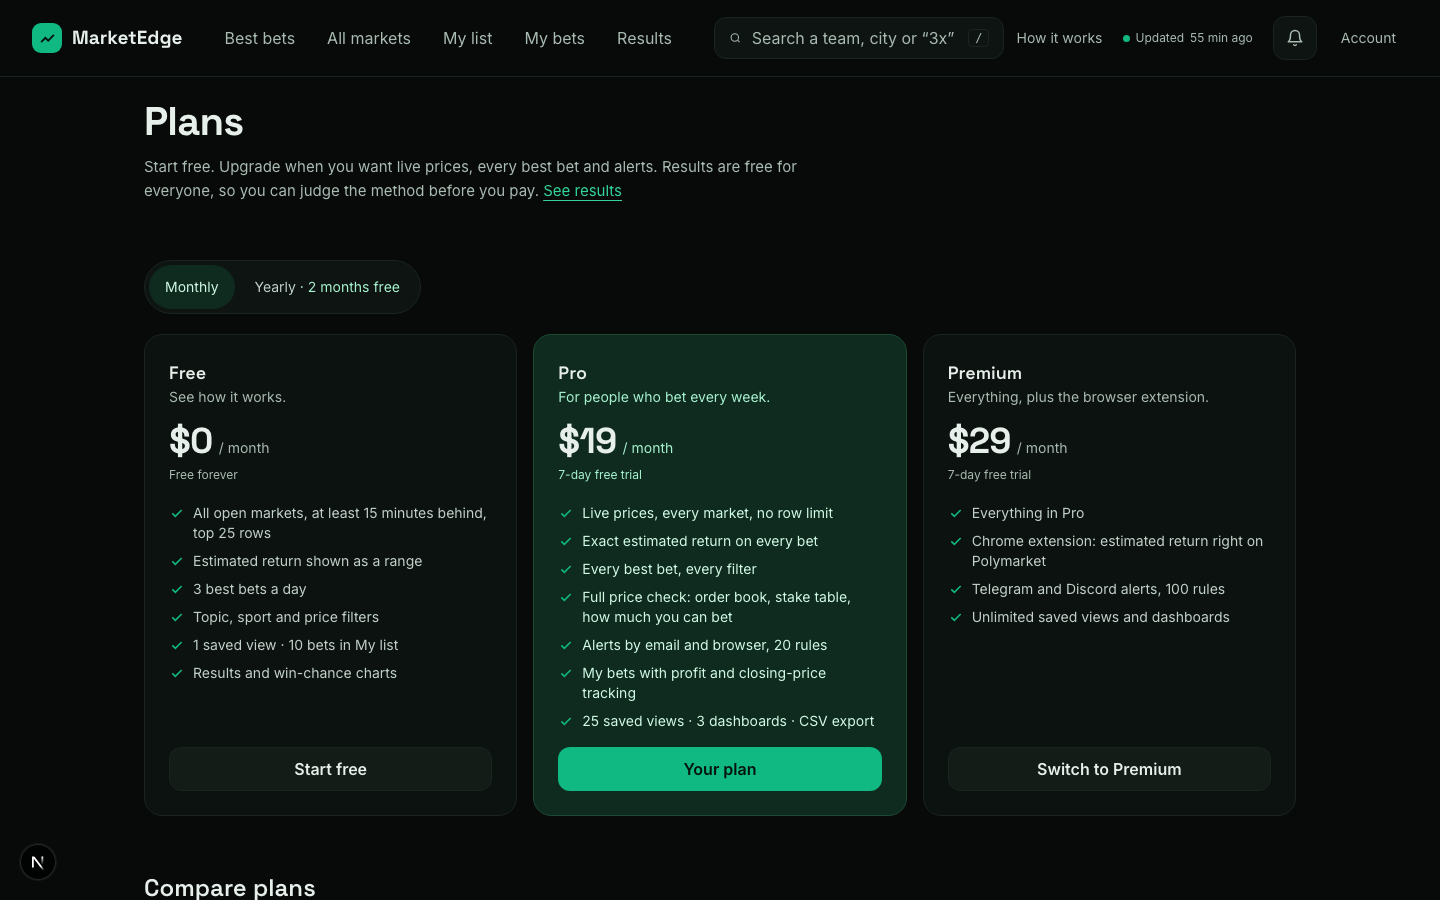 MarketEdge
Best bets
All markets
My list
My bets
Results
Search a team, city or “3x”
/
How it works
Updated 55 min ago
Account
Plans
Start free. Upgrade when you want live prices, every best bet and alerts. Results are free for
everyone, so you can judge the method before you pay. See results
Monthly
Yearly · 2 months free
Free
See how it works.
$0 / month
Free forever
All open markets, at least 15 minutes behind,
top 25 rows
Estimated return shown as a range
3 best bets a day
Topic, sport and price filters
1 saved view · 10 bets in My list
Results and win-chance charts
Start free
Pro
For people who bet every week.
$19 / month
7-day free trial
Live prices, every market, no row limit
Exact estimated return on every bet
Every best bet, every filter
Full price check: order book, stake table,
how much you can bet
Alerts by email and browser, 20 rules
My bets with profit and closing-price
tracking
25 saved views · 3 dashboards · CSV export
Your plan
Premium
Everything, plus the browser extension.
$29 / month
7-day free trial
Everything in Pro
Chrome extension: estimated return right on
Polymarket
Telegram and Discord alerts, 100 rules
Unlimited saved views and dashboards
Switch to Premium
N
Compare plans